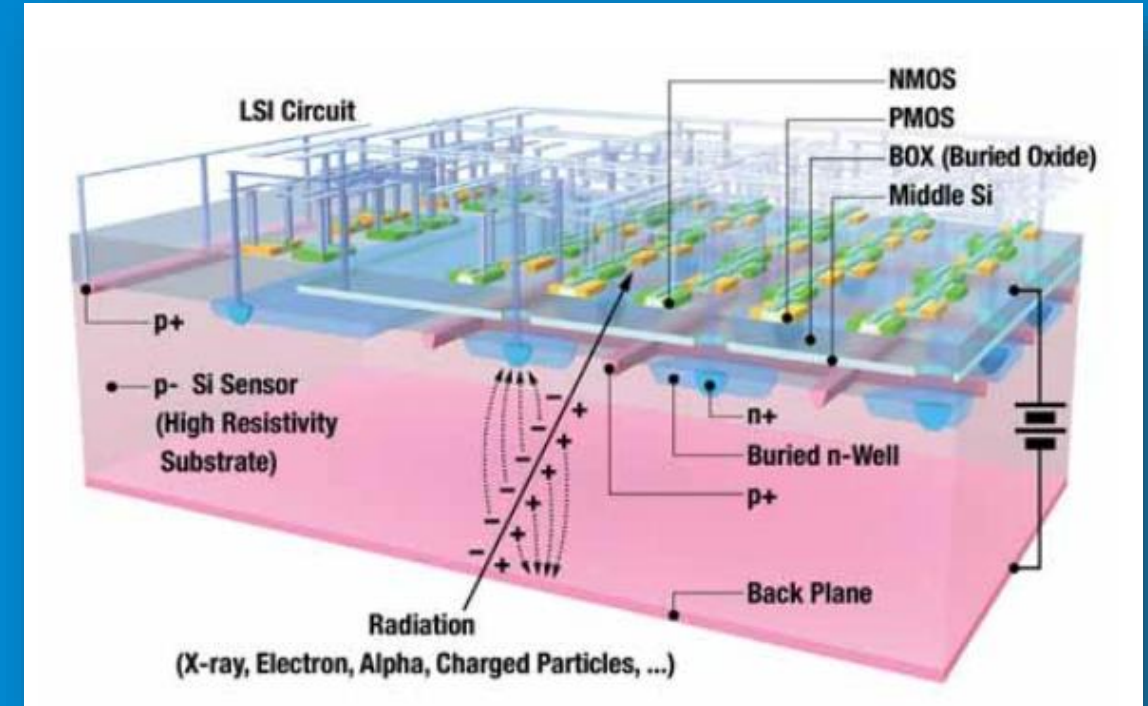 LSI Circuit
NMOS
PMOS
BOX (Buried Oxide)
Middle Si
p+
p- Si Sensor
(High Resistivity
Substrate)
n+
Buried n-Well
p+
Back Plane
Radiation
(X-ray, Electron, Alpha, Charged Particles, ...)